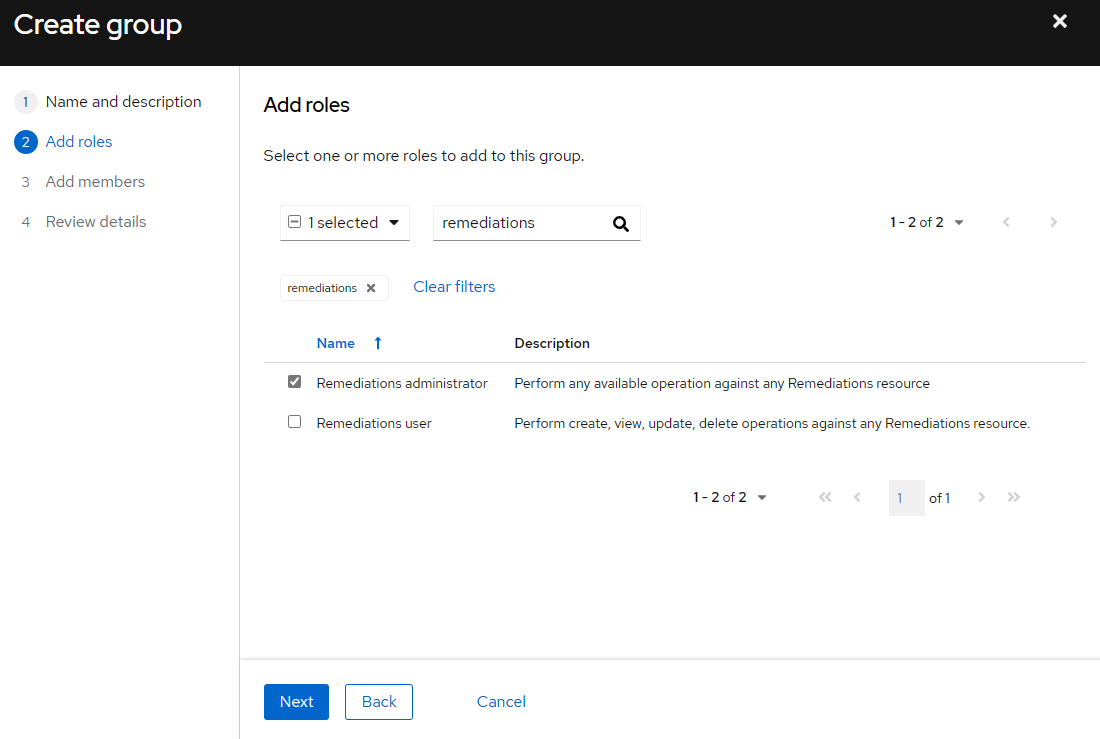 Create group
1 Name and description
2 Add roles
3 Add members
4 Review details
Add roles
Select one or more roles to add to this group.
1 selected
remediations
1 - 2 of 2
remediations
Clear filters
Name Description
Remediations administrator Perform any available operation against any Remediations resource
Remediations user Perform create, view, update, delete operations against any Remediations resource.
1 - 2 of 2 1 of 1
Next Back Cancel